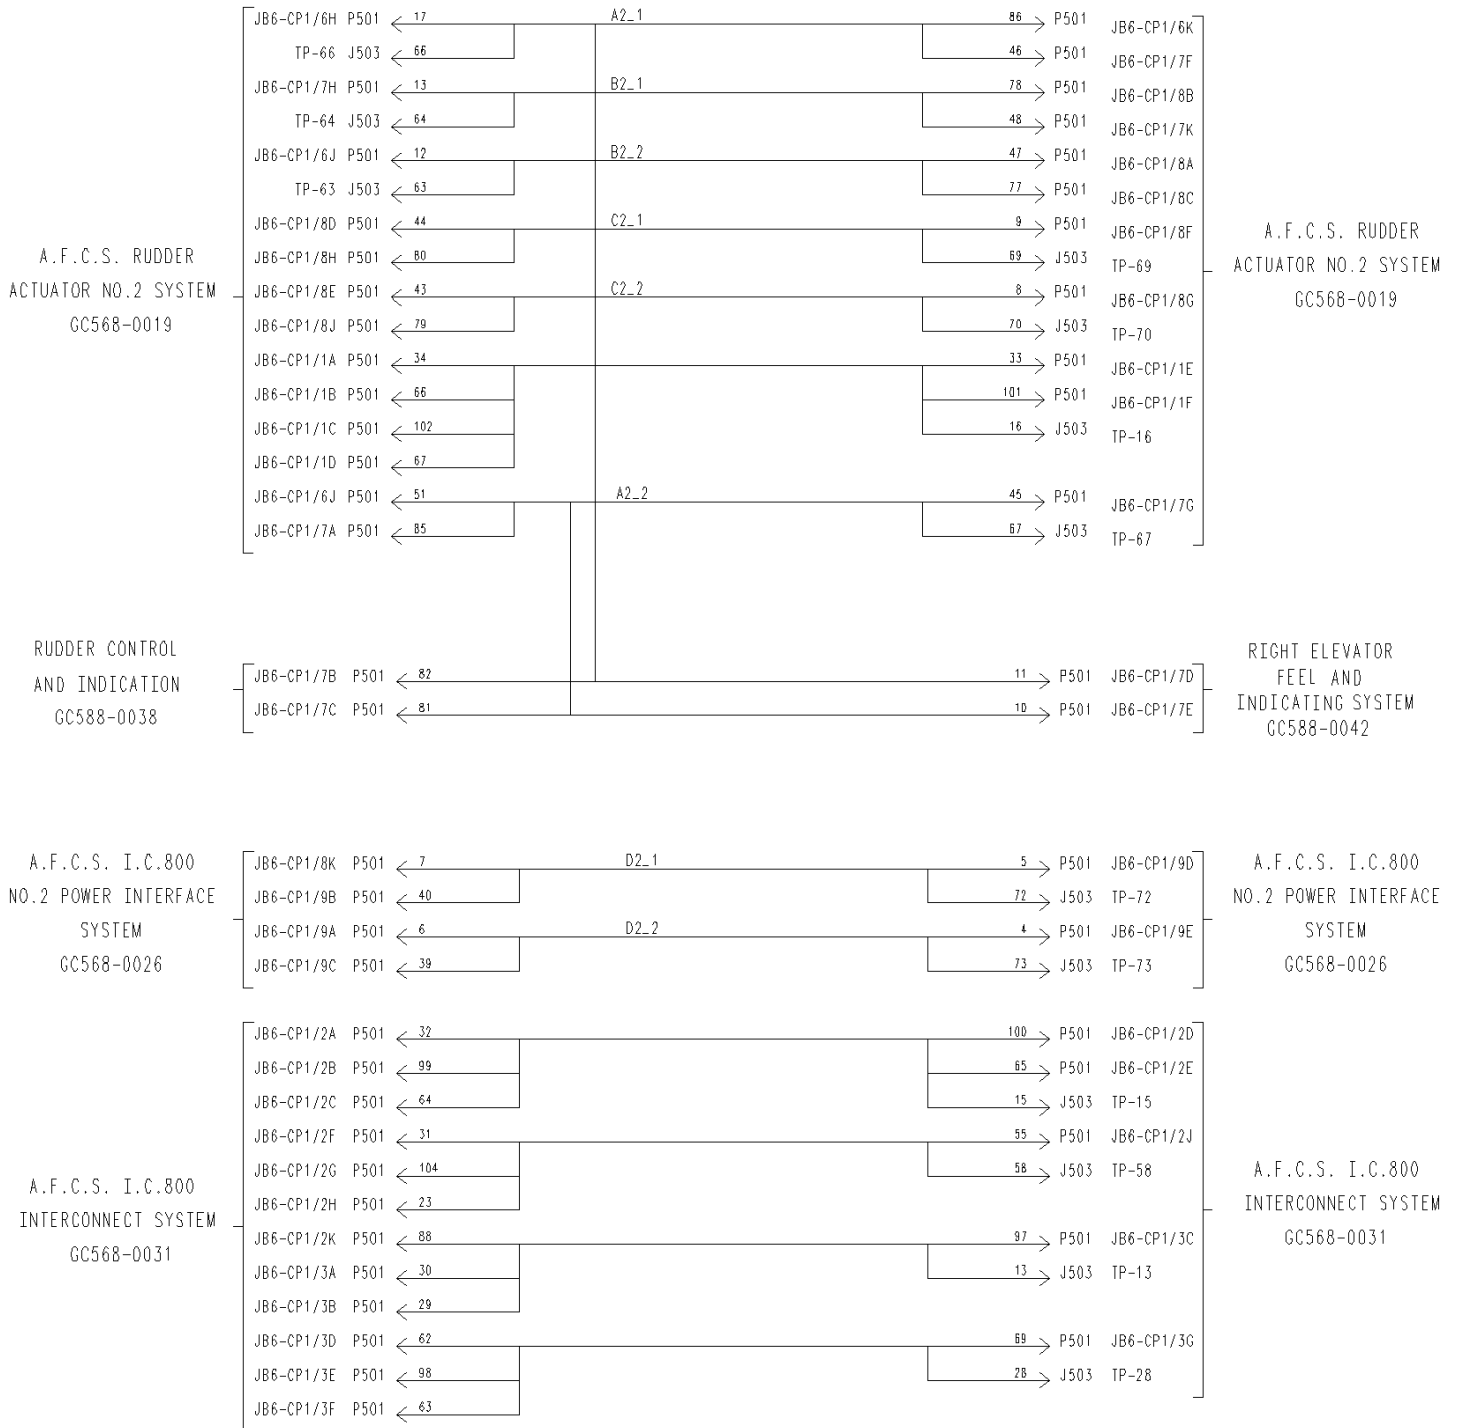 JB6-CP1/6H P501 17 A2_1 86 P501 JB6-CP1/6K
TP-66 J503 66 46 P501 JB6-CP1/7F
JB6-CP1/7H P501 13 B2_1 78 P501 JB6-CP1/8B
TP-64 J503 64 48 P501 JB6-CP1/7K
JB6-CP1/6J P501 12 B2_2 47 P501 JB6-CP1/8A
TP-63 J503 63 77 P501 JB6-CP1/8C
JB6-CP1/8D P501 44 C2_1 9 P501 JB6-CP1/8F
JB6-CP1/8H P501 80 69 J503 TP-69
JB6-CP1/8E P501 43 C2_2 8 P501 JB6-CP1/8G
JB6-CP1/8J P501 79 70 J503 TP-70
JB6-CP1/1A P501 34 33 P501 JB6-CP1/1E
JB6-CP1/1B P501 66 101 P501 JB6-CP1/1F
JB6-CP1/1C P501 102 16 J503 TP-16
JB6-CP1/1D P501 67
JB6-CP1/6J P501 51 A2_2 45 P501 JB6-CP1/7G
JB6-CP1/7A P501 85 67 J503 TP-67
A.F.C.S. RUDDER
ACTUATOR NO.2 SYSTEM
GC568-0019
A.F.C.S. RUDDER
ACTUATOR NO.2 SYSTEM
GC568-0019
RUDDER CONTROL
AND INDICATION
GC588-0038
JB6-CP1/7B P501 82 11 P501 JB6-CP1/7D
JB6-CP1/7C P501 81 10 P501 JB6-CP1/7E
RIGHT ELEVATOR
FEEL AND
INDICATING SYSTEM
GC588-0042
A.F.C.S. I.C.800
NO.2 POWER INTERFACE
SYSTEM
GC568-0026
JB6-CP1/8K P501 7 D2_1 5 P501 JB6-CP1/9D
JB6-CP1/9B P501 40 72 J503 TP-72
JB6-CP1/9A P501 6 D2_2 4 P501 JB6-CP1/9E
JB6-CP1/9C P501 39 73 J503 TP-73
A.F.C.S. I.C.800
NO.2 POWER INTERFACE
SYSTEM
GC568-0026
JB6-CP1/2A P501 32 100 P501 JB6-CP1/2D
JB6-CP1/2B P501 99 65 P501 JB6-CP1/2E
JB6-CP1/2C P501 64 15 J503 TP-15
JB6-CP1/2F P501 31 55 P501 JB6-CP1/2J
JB6-CP1/2G P501 104 58 J503 TP-58
JB6-CP1/2H P501 23
JB6-CP1/2K P501 88 97 P501 JB6-CP1/3C
JB6-CP1/3A P501 30 13 J503 TP-13
JB6-CP1/3B P501 29
JB6-CP1/3D P501 62 69 P501 JB6-CP1/3G
JB6-CP1/3E P501 98 28 J503 TP-28
JB6-CP1/3F P501 63
A.F.C.S. I.C.800
INTERCONNECT SYSTEM
GC568-0031
A.F.C.S. I.C.800
INTERCONNECT SYSTEM
GC568-0031